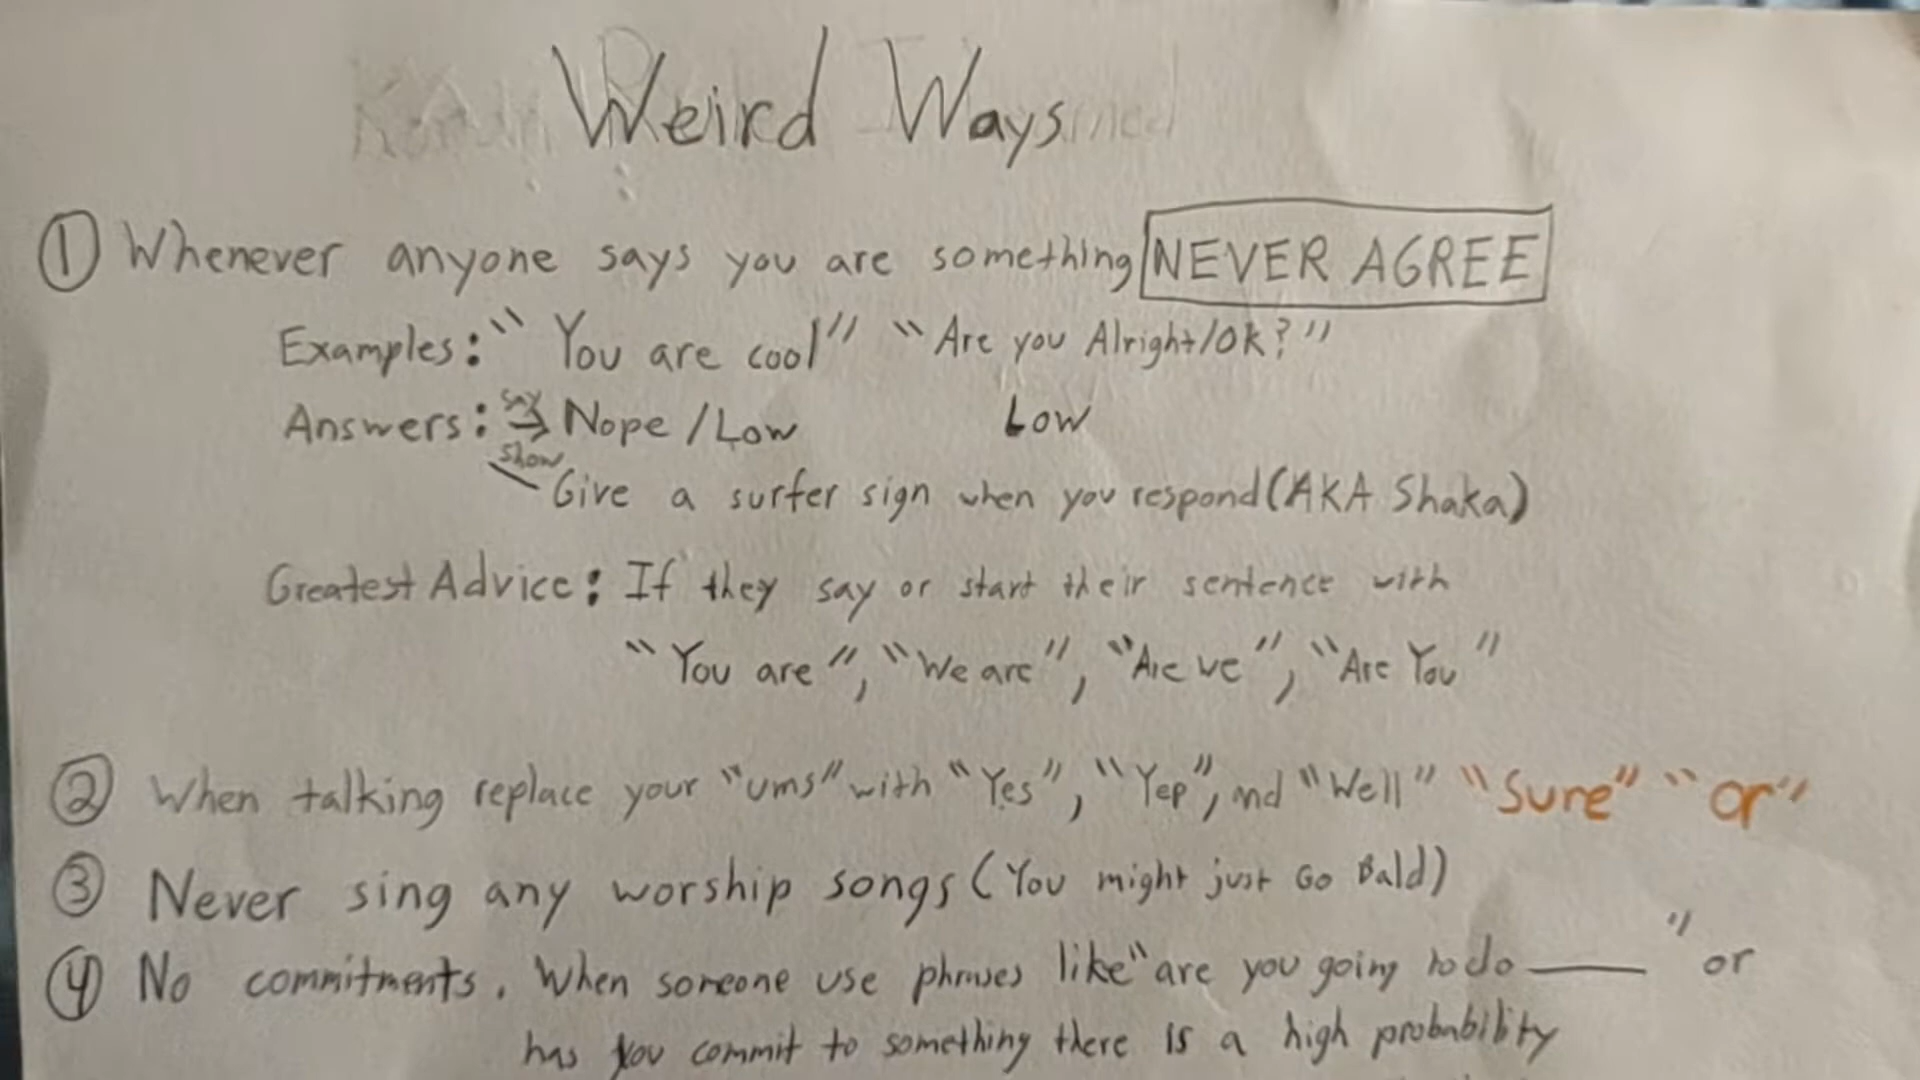 Weird Ways
① Whenever anyone says you are something NEVER AGREE
Examples: "You are cool" "Are you Alright/Ok?"
Answers: say → Nope /Low Low
show Give a surfer sign when you respond (AKA Shaka)
Greatest Advice: If they say or start their sentence with
"You are", "We are", "Are we", "Are You"
② When talking replace your "ums" with "Yes", "Yep", and "Well" "Sure" "or"
③ Never sing any worship songs (You might just Go Bald)
④ No commitments. When someone use phrases like "are you going to do ____" or
has you commit to something there is a high probability